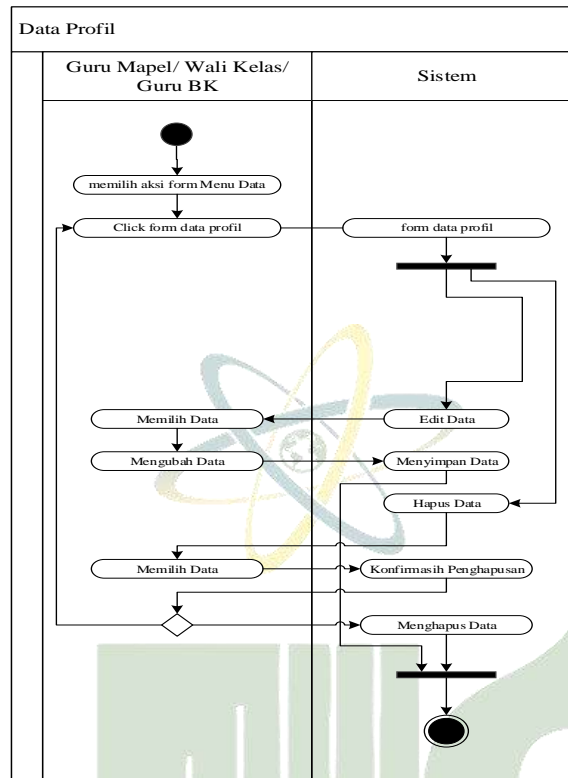 Data Profil
Guru Mapel/ Wali Kelas/
Guru BK
Sistem
memilih aksi form Menu Data
Click form data profil
form data profil
Memilih Data
Edit Data
Mengubah Data
Menyimpan Data
Hapus Data
Memilih Data
Konfirmasih Penghapusan
Menghapus Data